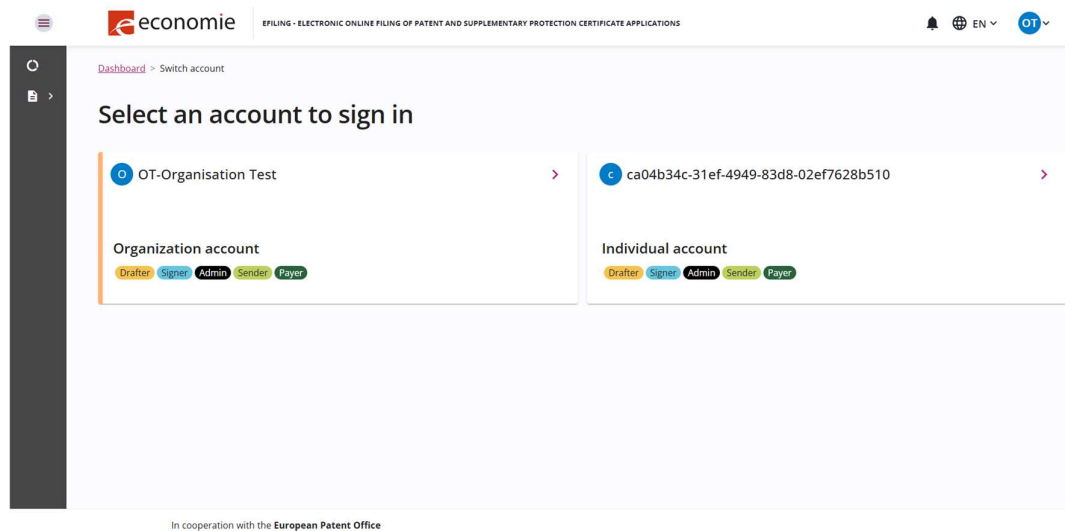 economie
EFILING - ELECTRONIC ONLINE FILING OF PATENT AND SUPPLEMENTARY PROTECTION CERTIFICATE APPLICATIONS
EN
OT
Dashboard > Switch account
Select an account to sign in
O OT-Organisation Test
Organization account
Drafter Signer Admin Sender Payer
c ca04b34c-31ef-4949-83d8-02ef7628b510
Individual account
Drafter Signer Admin Sender Payer
In cooperation with the European Patent Office